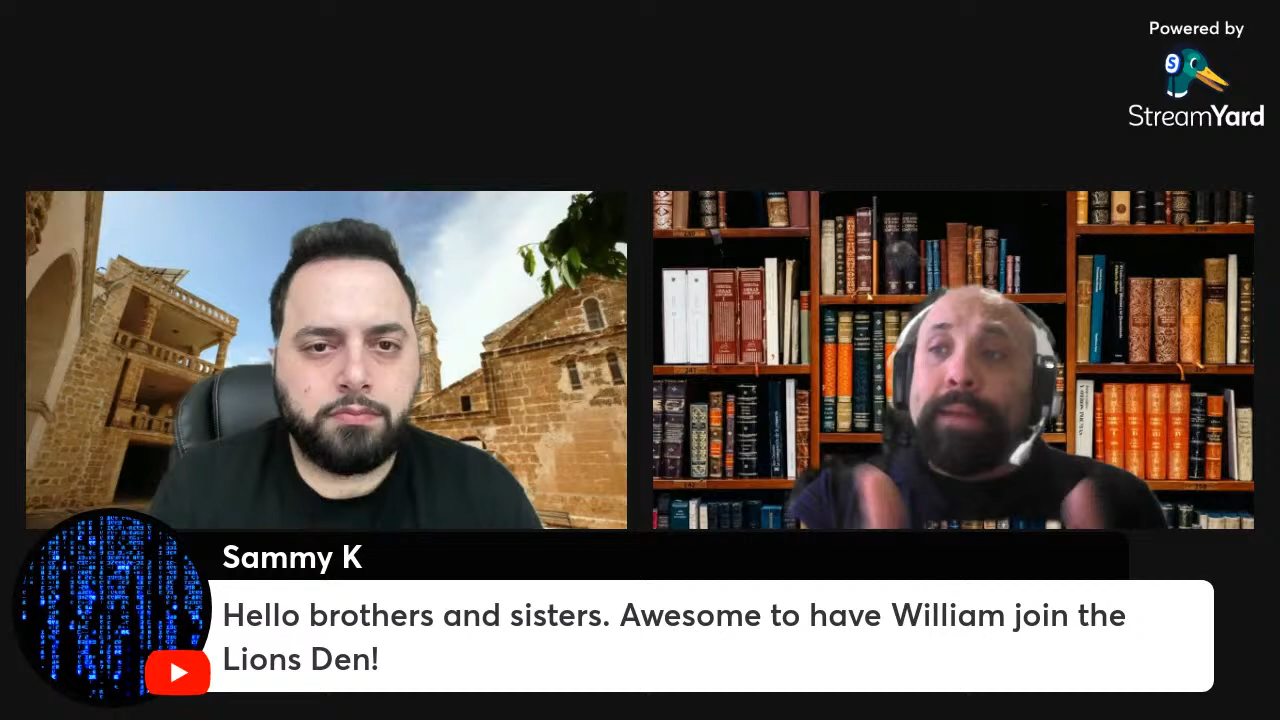 Powered by
StreamYard
Sammy K
Hello brothers and sisters. Awesome to have William join the
Lions Den!